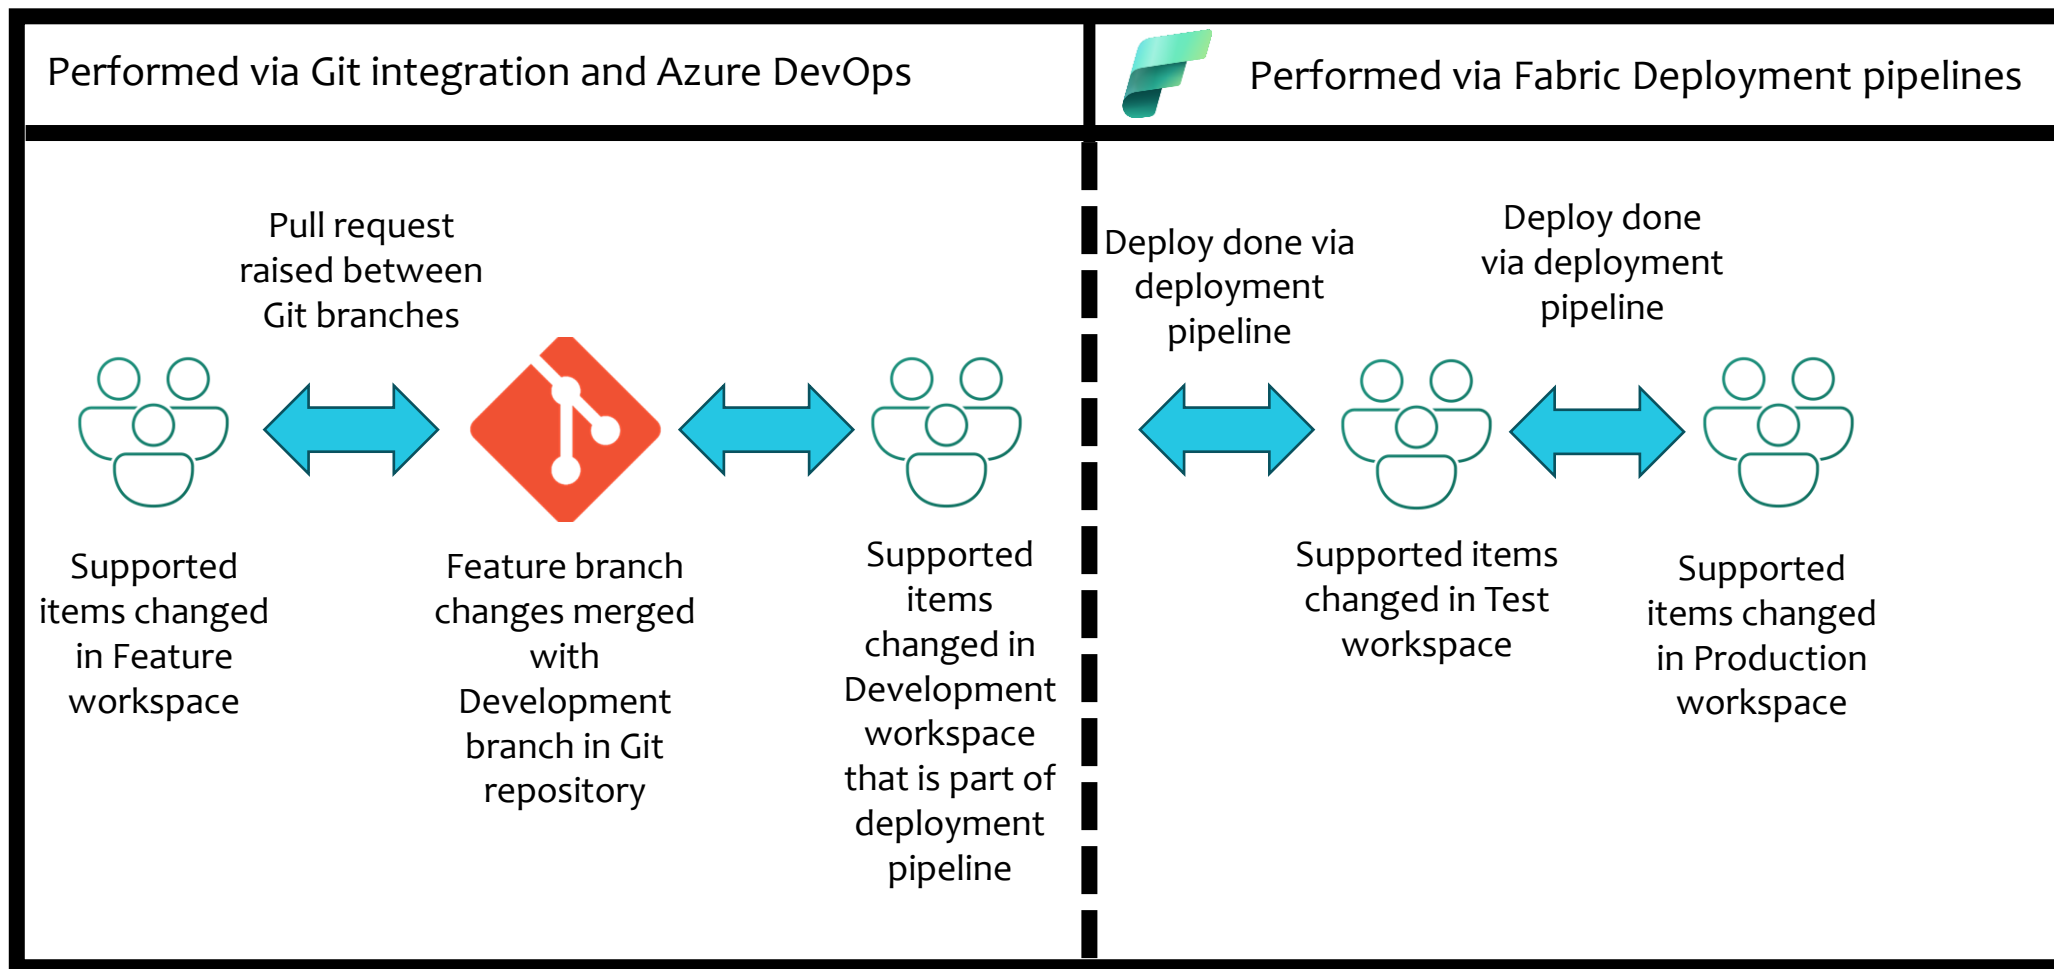 Performed via Git integration and Azure DevOps
Performed via Fabric Deployment pipelines
Pull request
raised between
Git branches
Deploy done via
deployment
pipeline
Deploy done
via deployment
pipeline
Supported
items changed
in Feature
workspace
Feature branch
changes merged
with
Development
branch in Git
repository
Supported
items
changed in
Development
workspace
that is part of
deployment
pipeline
Supported items
changed in Test
workspace
Supported
items changed
in Production
workspace